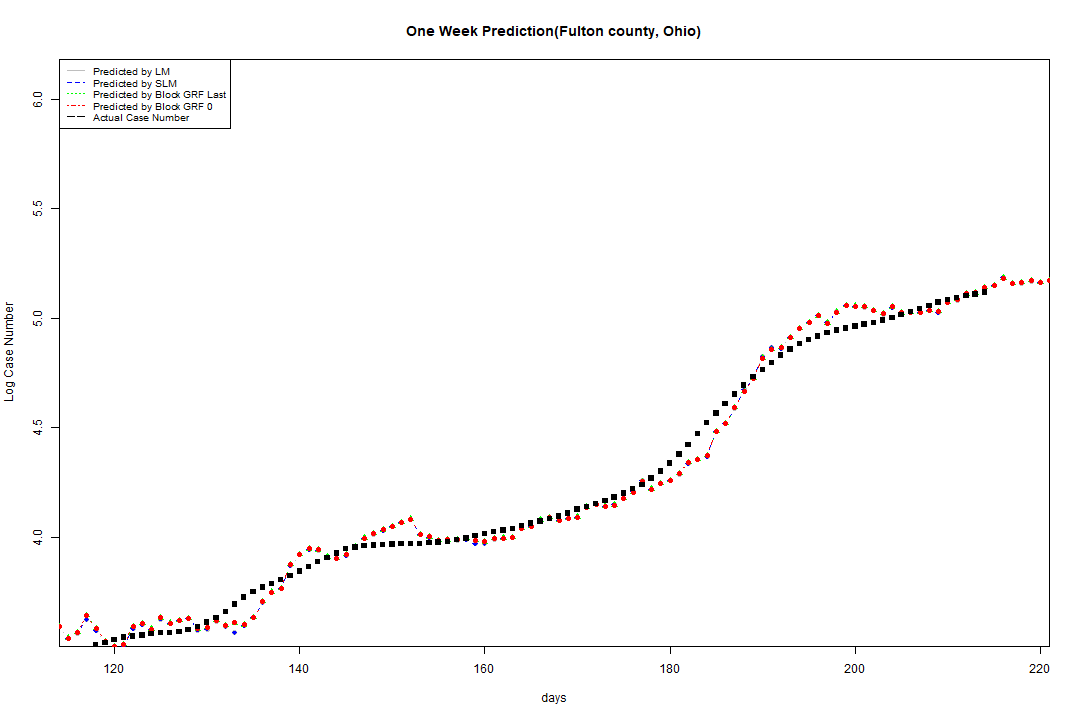 One Week Prediction(Fulton county, Ohio)
Predicted by LM
Predicted by SLM
Predicted by Block GRF Last
Predicted by Block GRF 0
Actual Case Number
6.0
5.5
5.0
4.5
4.0
Log Case Number
120 140 160 180 200 220
days